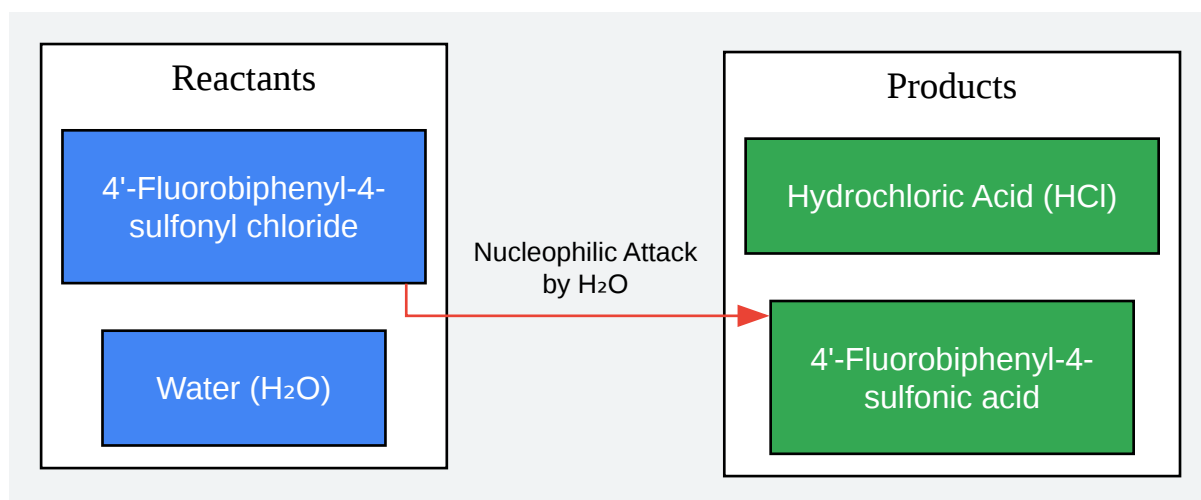 Reactants
4'-Fluorobiphenyl-4-
sulfonyl chloride
Water (H₂O)
Nucleophilic Attack
by H₂O
Products
Hydrochloric Acid (HCl)
4'-Fluorobiphenyl-4-
sulfonic acid